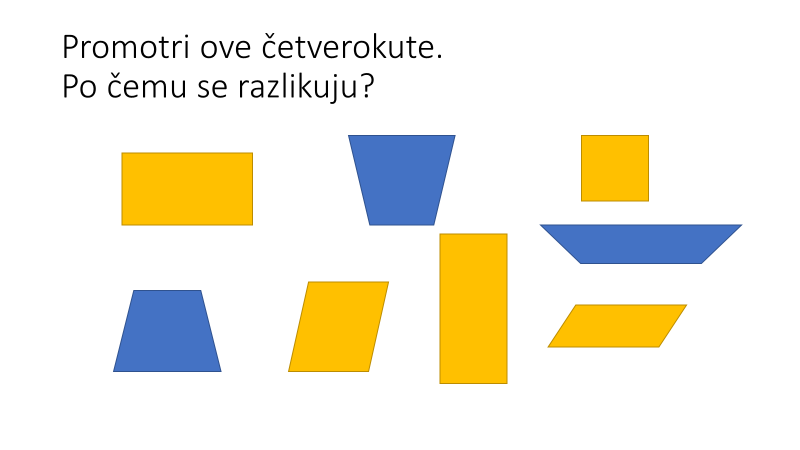 Promotri ove četverokute.
Po čemu se razlikuju?